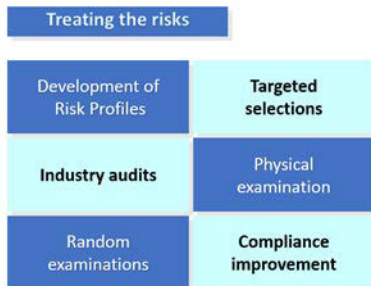 Treating the risks
Development of
Risk Profiles
Targeted
selections
Industry audits
Physical
examination
Random
examinations
Compliance
improvement